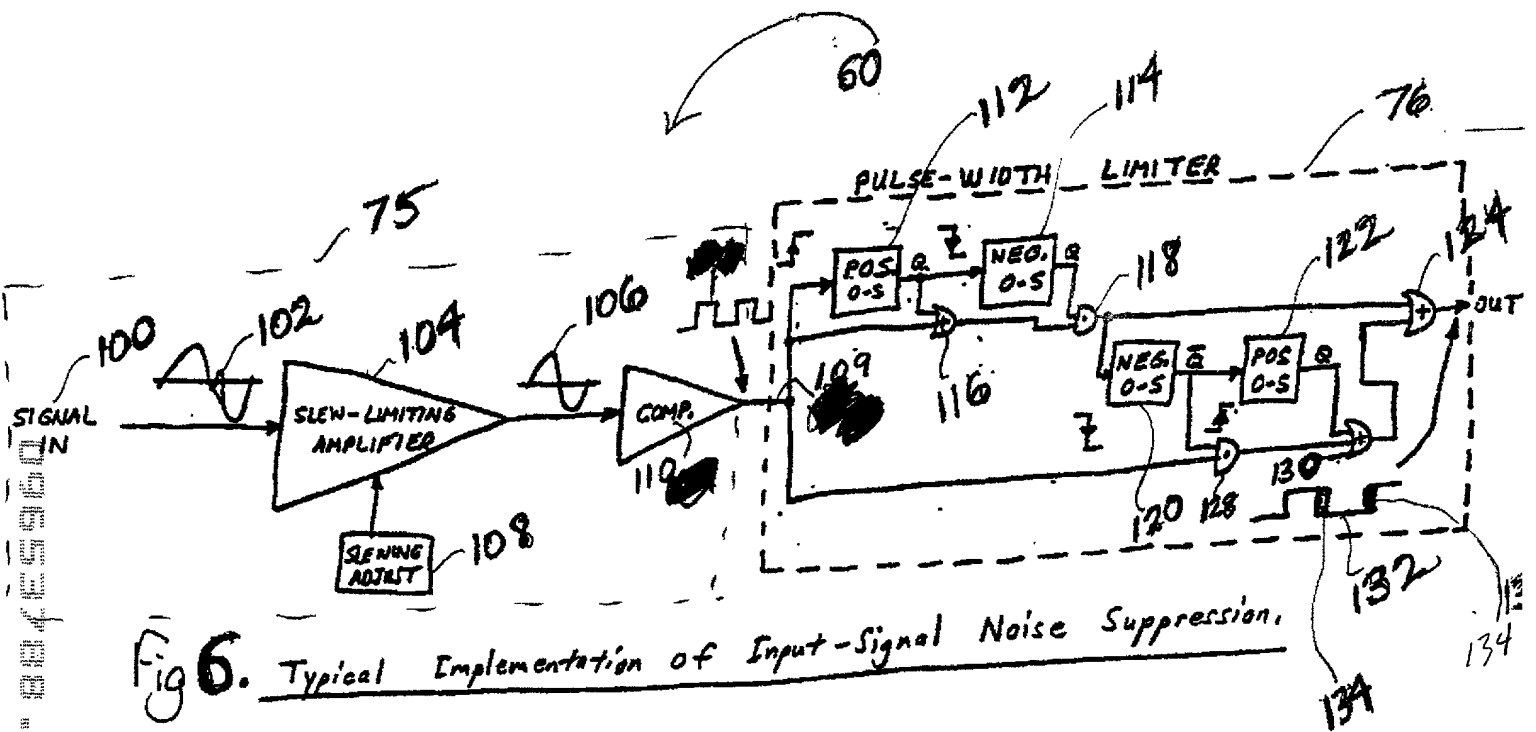 60
112
114
76
PULSE-WIDTH LIMITER
75
122
124
118
POS. O-S
Q
NEG. O-S
Q
OUT
100
102
104
106
109
116
SIGNAL IN
SLEW-LIMITING AMPLIFIER
COMP.
110
NEG. O-S
Q̅
POS O-S
Q
120
128
130
SLEWING ADJUST
108
132
134
134
Fig 6. Typical Implementation of Input-Signal Noise Suppression.